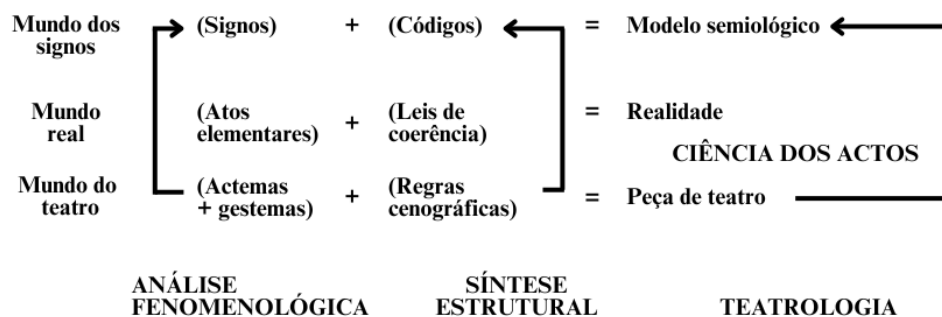 Mundo dos signos (Signos) + (Códigos) = Modelo semiológico
Mundo real (Atos elementares) + (Leis de coerência) = Realidade
CIÊNCIA DOS ACTOS
Mundo do teatro (Actemas + gestemas) + (Regras cenográficas) = Peça de teatro
ANÁLISE FENOMENOLÓGICA SÍNTESE ESTRUTURAL TEATROLOGIA